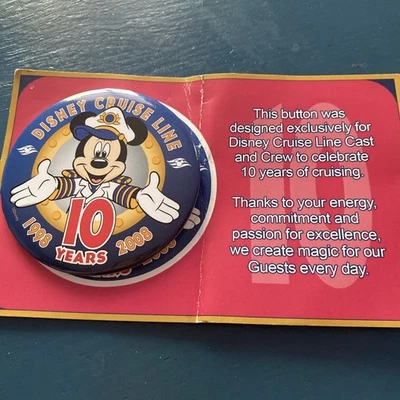 DISNEY CRUISE LINE
10
YEARS
1998 2008
This button was
designed exclusively for
Disney Cruise Line Cast
and Crew to celebrate
10 years of cruising.
Thanks to your energy,
commitment and
passion for excellence,
we create magic for our
Guests every day.
10